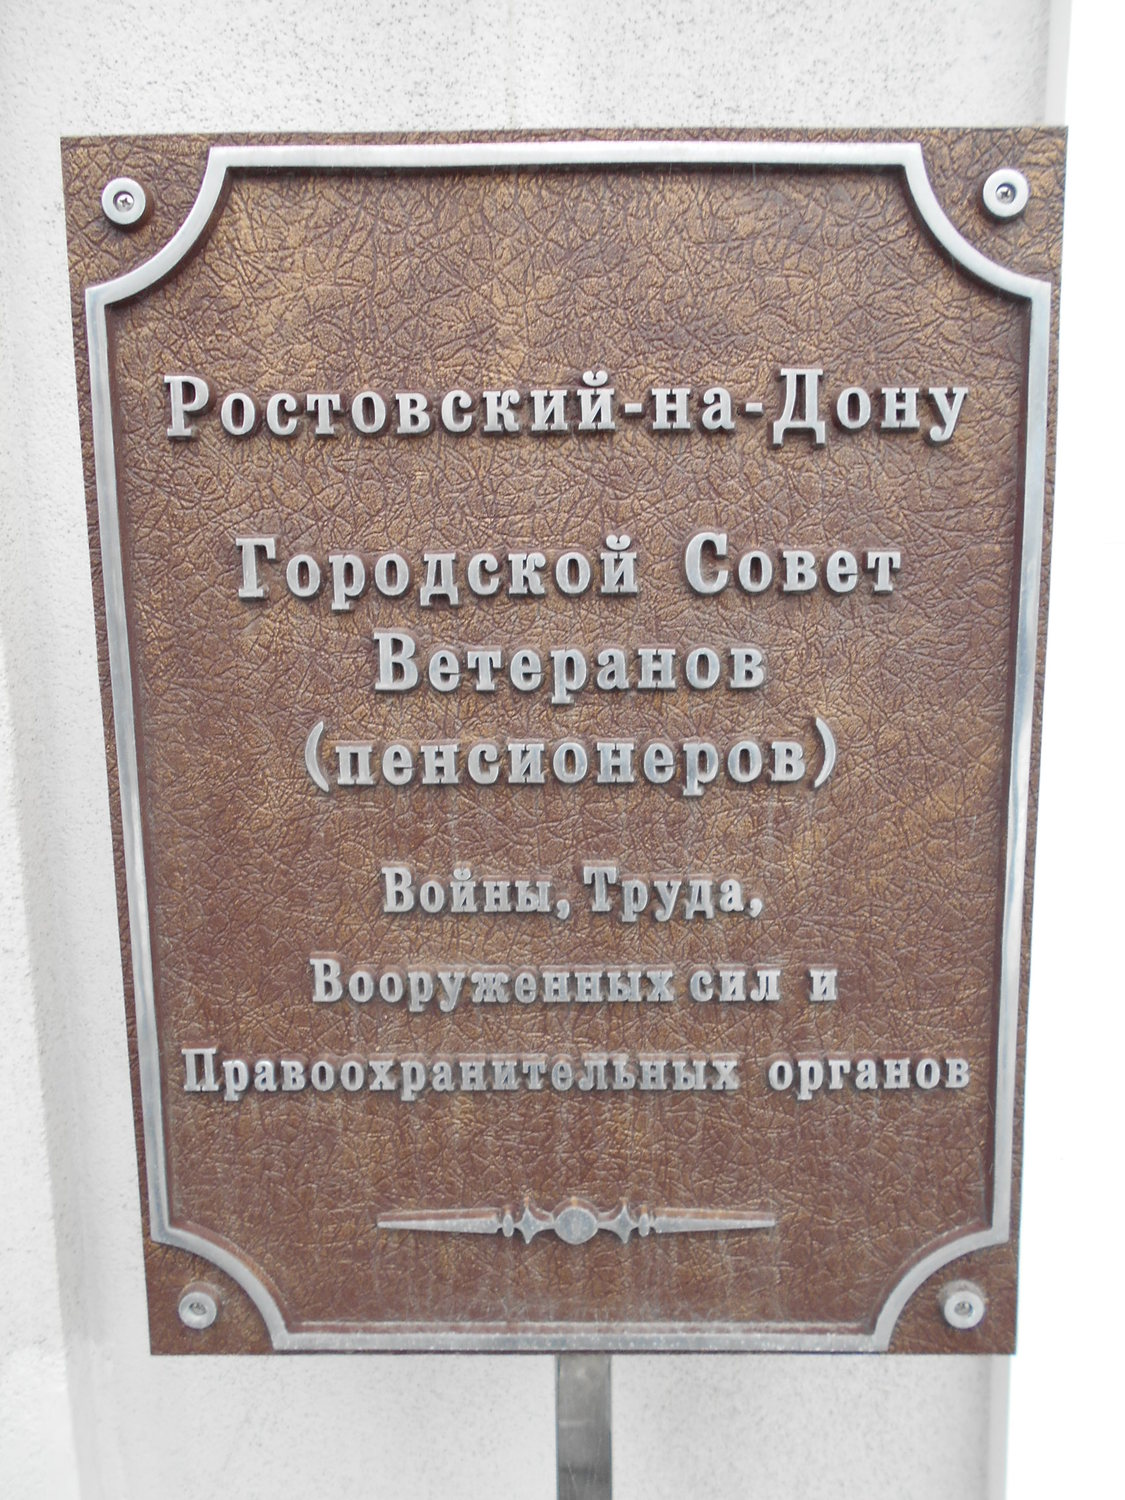 Ростовский-на-Дону
Городской Совет
Ветеранов
(пенсионеров)
Войны, Труда,
Вооруженных сил и
Правоохранительных органов